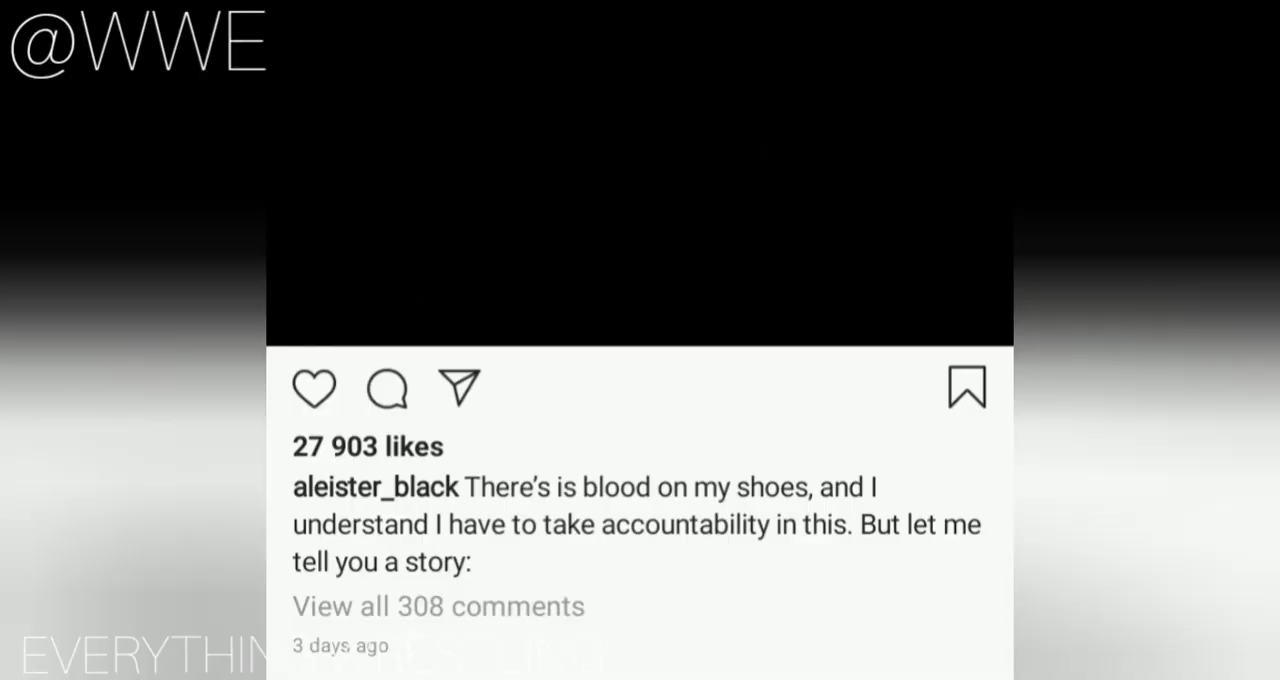 @WWE
27 903 likes
aleister_black There's is blood on my shoes, and I
understand I have to take accountability in this. But let me
tell you a story:
View all 308 comments
3 days ago